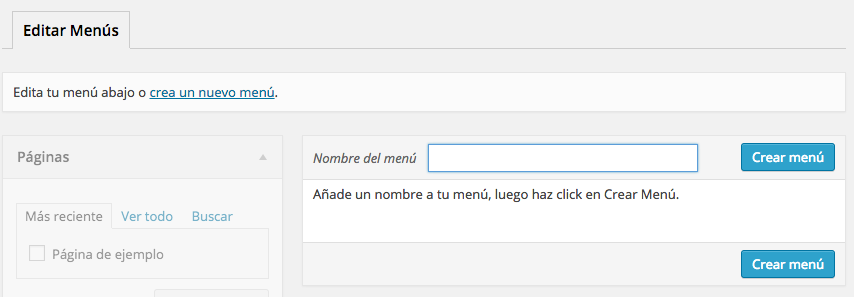 Editar Menús
Edita tu menú abajo o crea un nuevo menú.
Páginas
Nombre del menú
Crear menú
Añade un nombre a tu menú, luego haz click en Crear Menú.
Más reciente Ver todo Buscar
Página de ejemplo
Crear menú